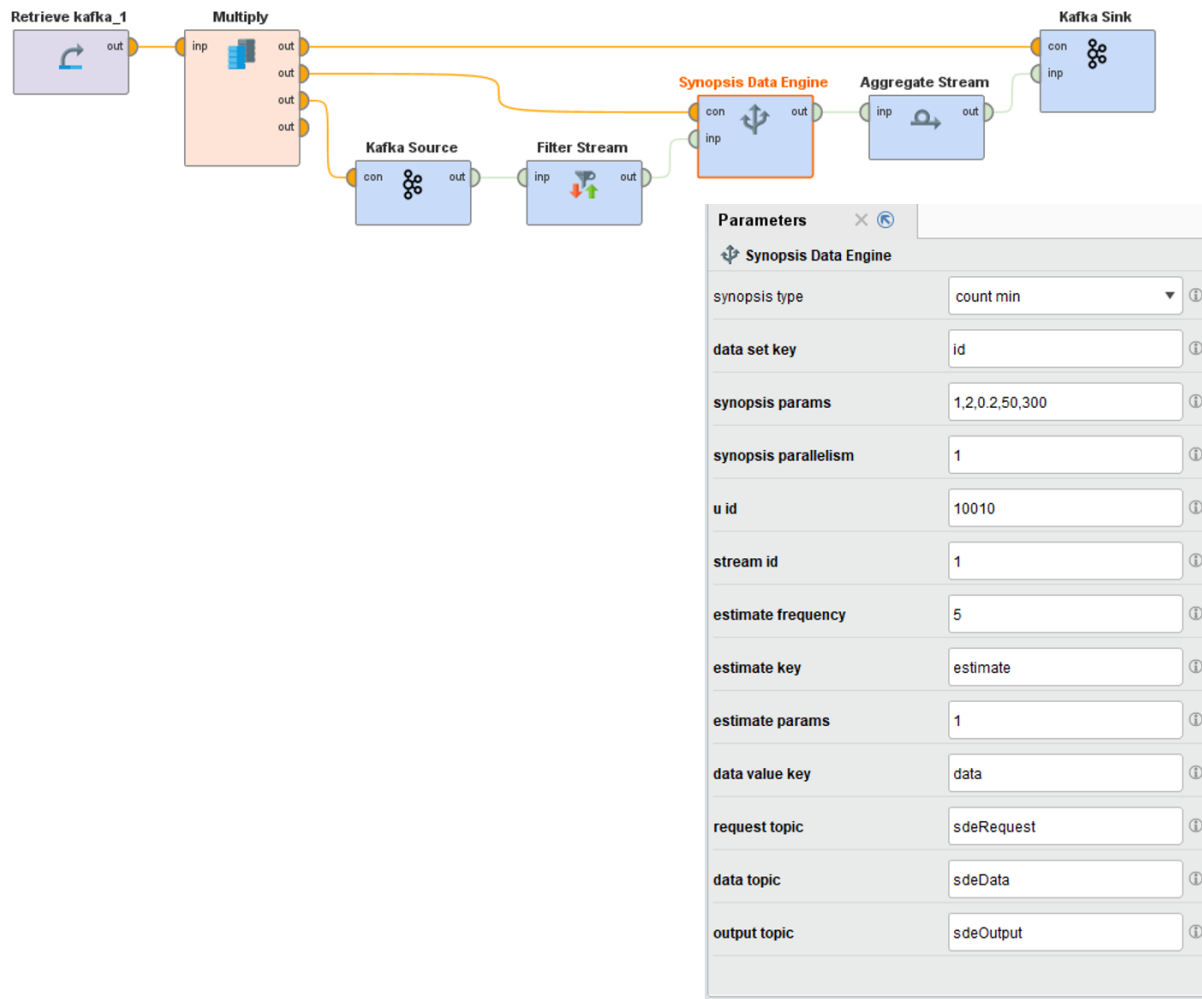 Retrieve kafka_1
out
Multiply
inp
out
out
out
out
Kafka Sink
con
inp
Synopsis Data Engine
con
out
inp
Aggregate Stream
inp
out
Kafka Source
con
out
Filter Stream
inp
out
Parameters
Synopsis Data Engine
synopsis type
count min
data set key
id
synopsis params
1,2,0.2,50,300
synopsis parallelism
1
u id
10010
stream id
1
estimate frequency
5
estimate key
estimate
estimate params
1
data value key
data
request topic
sdeRequest
data topic
sdeData
output topic
sdeOutput